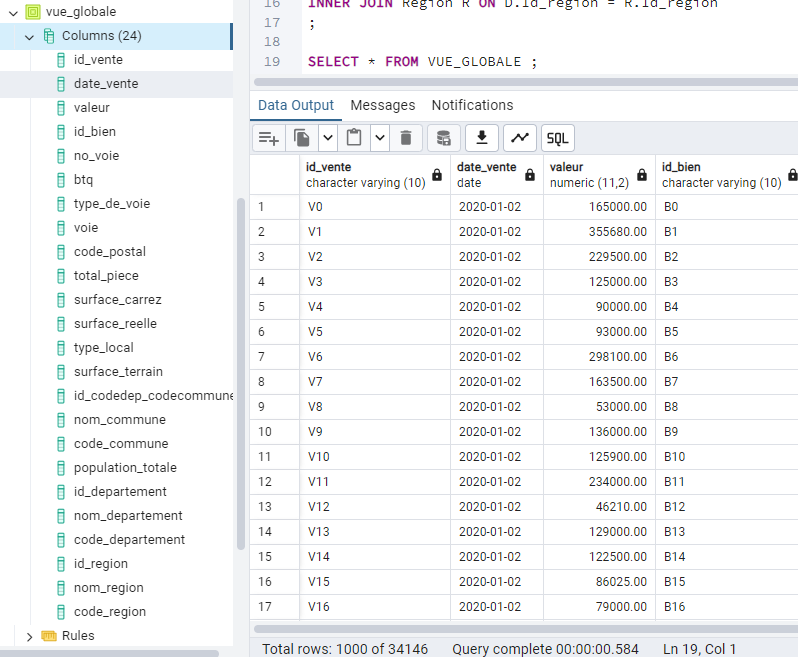 vue_globale
Columns (24)
id_vente
date_vente
valeur
id_bien
no_voie
btq
type_de_voie
voie
code_postal
total_piece
surface_carrez
surface_reelle
type_local
surface_terrain
id_codedep_codecommune
nom_commune
code_commune
population_totale
id_departement
nom_departement
code_departement
id_region
nom_region
code_region
Rules
16 INNER JOIN Region R ON D.id_region = R.id_region
17 ;
18
19 SELECT * FROM VUE_GLOBALE ;
Data Output Messages Notifications
SQL
id_vente date_vente valeur id_bien
character varying (10) date numeric (11,2) character varying (10)
1 V0 2020-01-02 165000.00 B0
2 V1 2020-01-02 355680.00 B1
3 V2 2020-01-02 229500.00 B2
4 V3 2020-01-02 125000.00 B3
5 V4 2020-01-02 90000.00 B4
6 V5 2020-01-02 93000.00 B5
7 V6 2020-01-02 298100.00 B6
8 V7 2020-01-02 163500.00 B7
9 V8 2020-01-02 53000.00 B8
10 V9 2020-01-02 136000.00 B9
11 V10 2020-01-02 125900.00 B10
12 V11 2020-01-02 234000.00 B11
13 V12 2020-01-02 46210.00 B12
14 V13 2020-01-02 129000.00 B13
15 V14 2020-01-02 122500.00 B14
16 V15 2020-01-02 86025.00 B15
17 V16 2020-01-02 79000.00 B16
Total rows: 1000 of 34146 Query complete 00:00:00.584 Ln 19, Col 1